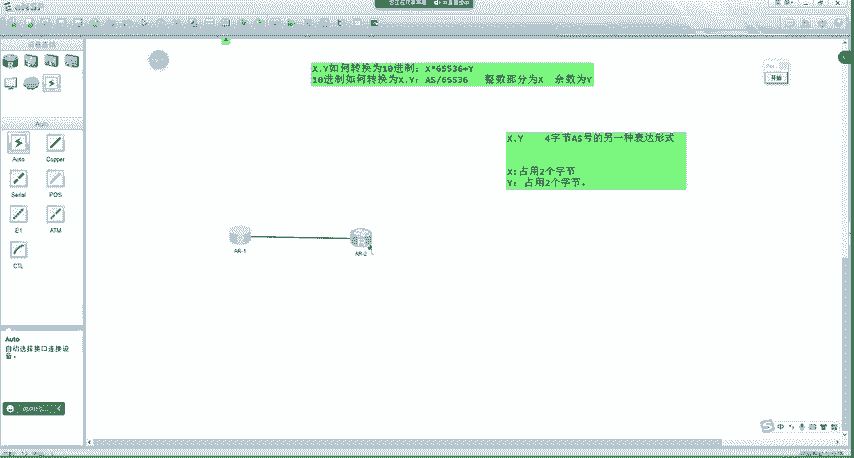 eNSP
X.Y如何转换为10进制：X*65536+Y
10进制如何转换为X.Y：AS/65536  整数部分为X  余数为Y
开始
X.Y  4字节AS号的另一种表达形式
X:占用2个字节
Y：占用2个字节。
Auto
Auto
Copper
Serial
POS
E1
ATM
CTL
AR-1
AR-2
Auto
自动选择接口连接设备。
中